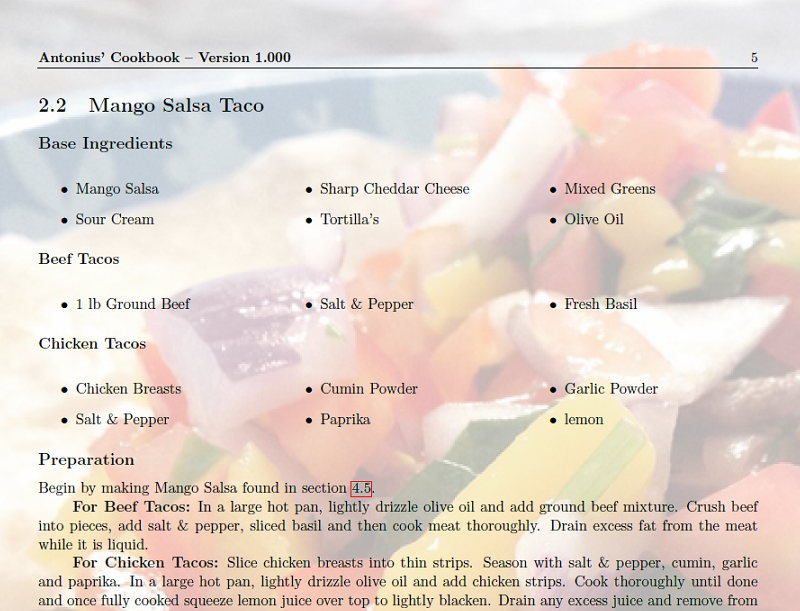 Antonius' Cookbook – Version 1.000 5
2.2 Mango Salsa Taco
Base Ingredients
• Mango Salsa • Sharp Cheddar Cheese • Mixed Greens
• Sour Cream • Tortilla's • Olive Oil
Beef Tacos
• 1 lb Ground Beef • Salt & Pepper • Fresh Basil
Chicken Tacos
• Chicken Breasts • Cumin Powder • Garlic Powder
• Salt & Pepper • Paprika • lemon
Preparation
Begin by making Mango Salsa found in section 4.5.
For Beef Tacos: In a large hot pan, lightly drizzle olive oil and add ground beef mixture. Crush beef
into pieces, add salt & pepper, sliced basil and then cook meat thoroughly. Drain excess fat from the meat
while it is liquid.
For Chicken Tacos: Slice chicken breasts into thin strips. Season with salt & pepper, cumin, garlic
and paprika. In a large hot pan, lightly drizzle olive oil and add chicken strips. Cook thoroughly until done
and once fully cooked squeeze lemon juice over top to lightly blacken. Drain any excess juice and remove from